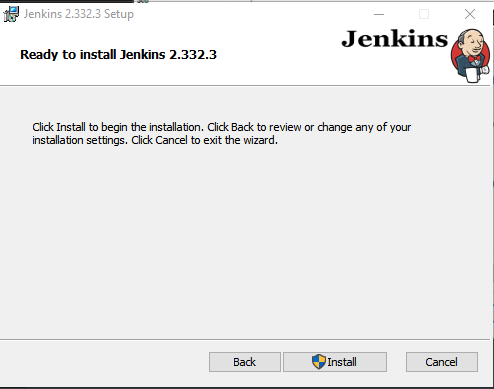 Jenkins 2.332.3 Setup
Jenkins
Ready to install Jenkins 2.332.3
Click Install to begin the installation. Click Back to review or change any of your
installation settings. Click Cancel to exit the wizard.
Back
Install
Cancel